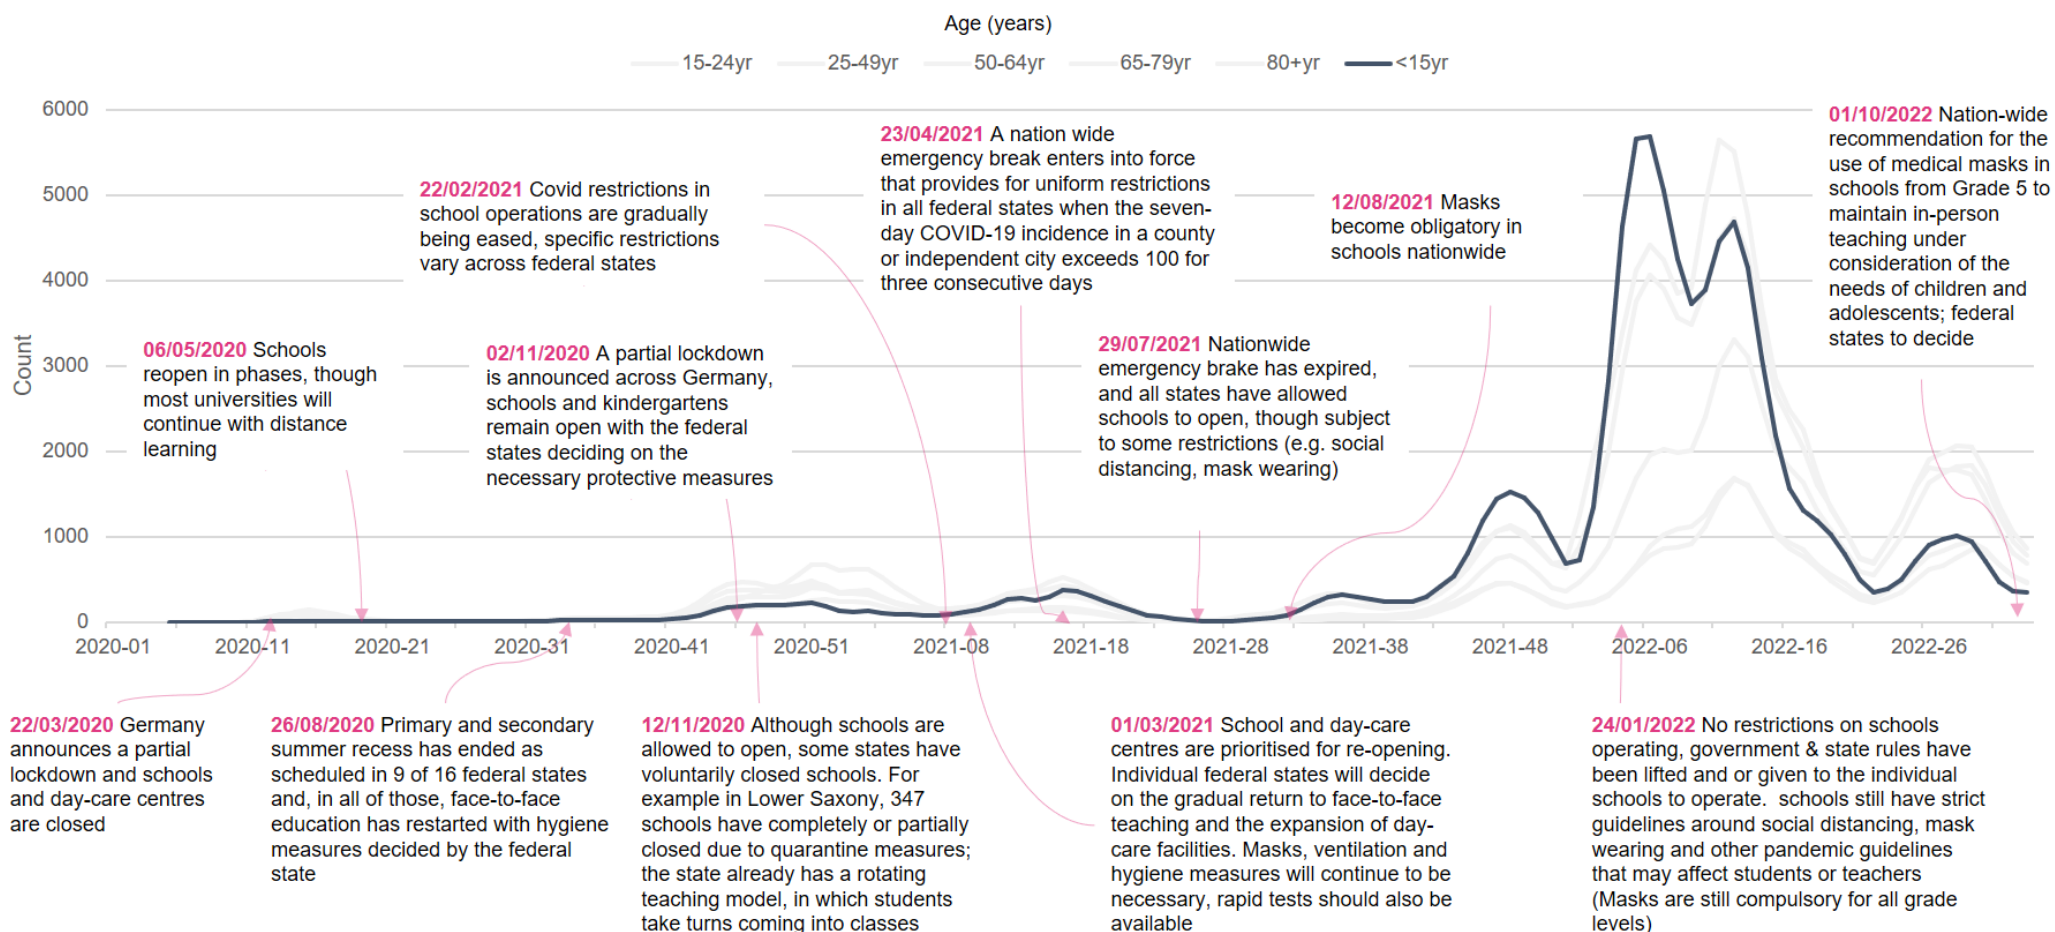 Age (years)
15-24yr
25-49yr
50-64yr
65-79yr
80+yr
<15yr
Count
6000
5000
4000
3000
2000
1000
0
2020-01
2020-11
2020-21
2020-31
2020-41
2020-51
2021-08
2021-18
2021-28
2021-38
2021-48
2022-06
2022-16
2022-26
06/05/2020 Schools
reopen in phases, though
most universities will
continue with distance
learning
22/02/2021 Covid restrictions in
school operations are gradually
being eased, specific restrictions
vary across federal states
02/11/2020 A partial lockdown
is announced across Germany,
schools and kindergartens
remain open with the federal
states deciding on the
necessary protective measures
23/04/2021 A nation wide
emergency break enters into force
that provides for uniform restrictions
in all federal states when the seven-
day COVID-19 incidence in a county
or independent city exceeds 100 for
three consecutive days
29/07/2021 Nationwide
emergency brake has expired,
and all states have allowed
schools to open, though subject
to some restrictions (e.g. social
distancing, mask wearing)
12/08/2021 Masks
become obligatory in
schools nationwide
01/10/2022 Nation-wide
recommendation for the
use of medical masks in
schools from Grade 5 to
maintain in-person
teaching under
consideration of the
needs of children and
adolescents; federal
states to decide
22/03/2020 Germany
announces a partial
lockdown and schools
and day-care centres
are closed
26/08/2020 Primary and secondary
summer recess has ended as
scheduled in 9 of 16 federal states
and, in all of those, face-to-face
education has restarted with hygiene
measures decided by the federal
state
12/11/2020 Although schools are
allowed to open, some states have
voluntarily closed schools. For
example in Lower Saxony, 347
schools have completely or partially
closed due to quarantine measures;
the state already has a rotating
teaching model, in which students
take turns coming into classes
01/03/2021 School and day-care
centres are prioritised for re-opening.
Individual federal states will decide
on the gradual return to face-to-face
teaching and the expansion of day-
care facilities. Masks, ventilation and
hygiene measures will continue to be
necessary, rapid tests should also be
available
24/01/2022 No restrictions on schools
operating, government & state rules have
been lifted and or given to the individual
schools to operate.  schools still have strict
guidelines around social distancing, mask
wearing and other pandemic guidelines
that may affect students or teachers
(Masks are still compulsory for all grade
levels)